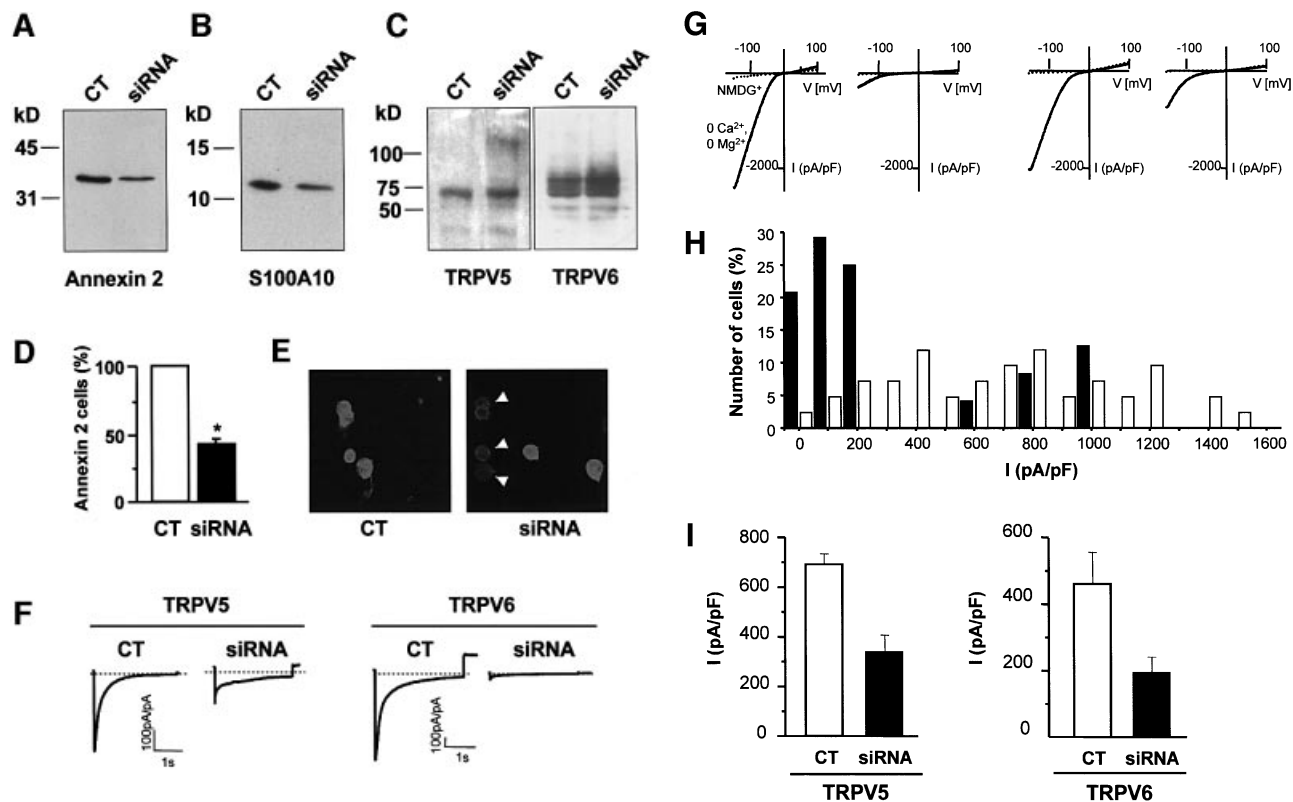 A
CT siRNA
kD
45
31
Annexin 2
B
CT siRNA
kD
15
10
S100A10
C
CT siRNA CT siRNA
kD
100
75
50
TRPV5 TRPV6
D
Annexin 2 cells (%)
100
50
0
CT siRNA
*
E
CT siRNA
F
TRPV5 TRPV6
CT siRNA CT siRNA
100pA/pA
1s
100pA/pA
1s
G
-100 100 -100 100 -100 100 -100 100
NMDG⁺
V [mV] V [mV] V [mV] V [mV]
0 Ca²⁺,
0 Mg²⁺
-2000 -2000 -2000 -2000
I (pA/pF) I (pA/pF) I (pA/pF) I (pA/pF)
H
Number of cells (%)
30
25
20
15
10
5
0
0 200 400 600 800 1000 1200 1400 1600
I (pA/pF)
I
I (pA/pF)
800
600
400
200
0
CT siRNA
TRPV5
I (pA/pF)
600
400
200
0
CT siRNA
TRPV6